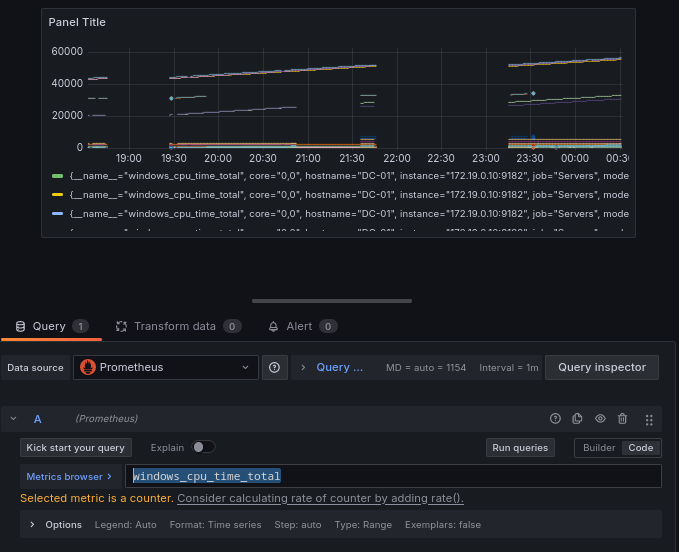 Panel Title
60000
40000
20000
0
19:00 19:30 20:00 20:30 21:00 21:30 22:00 22:30 23:00 23:30 00:00 00:30
{__name__="windows_cpu_time_total", core="0,0", hostname="DC-01", instance="172.19.0.10:9182", job="Servers", mode
{__name__="windows_cpu_time_total", core="0,0", hostname="DC-01", instance="172.19.0.10:9182", job="Servers", mode
{__name__="windows_cpu_time_total", core="0,0", hostname="DC-01", instance="172.19.0.10:9182", job="Servers", mode
Query 1 Transform data 0 Alert 0
Data source Prometheus Query ... MD = auto = 1154 Interval = 1m Query inspector
A (Prometheus)
Kick start your query Explain Run queries Builder Code
Metrics browser > windows_cpu_time_total
Selected metric is a counter. Consider calculating rate of counter by adding rate().
Options Legend: Auto Format: Time series Step: auto Type: Range Exemplars: false